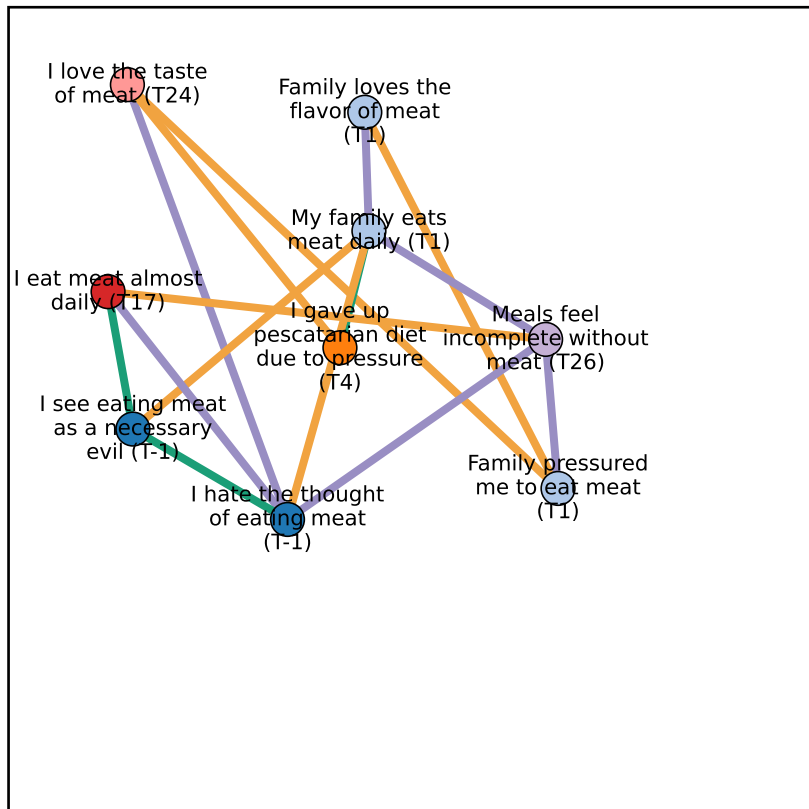 I love the taste
of meat (T24)
Family loves the
flavor of meat
(T1)
My family eats
meat daily (T1)
I eat meat almost
daily (T17)
I gave up
pescatarian diet
due to pressure
(T4)
Meals feel
incomplete without
meat (T26)
I see eating meat
as a necessary
evil (T-1)
Family pressured
me to eat meat
(T1)
I hate the thought
of eating meat
(T-1)